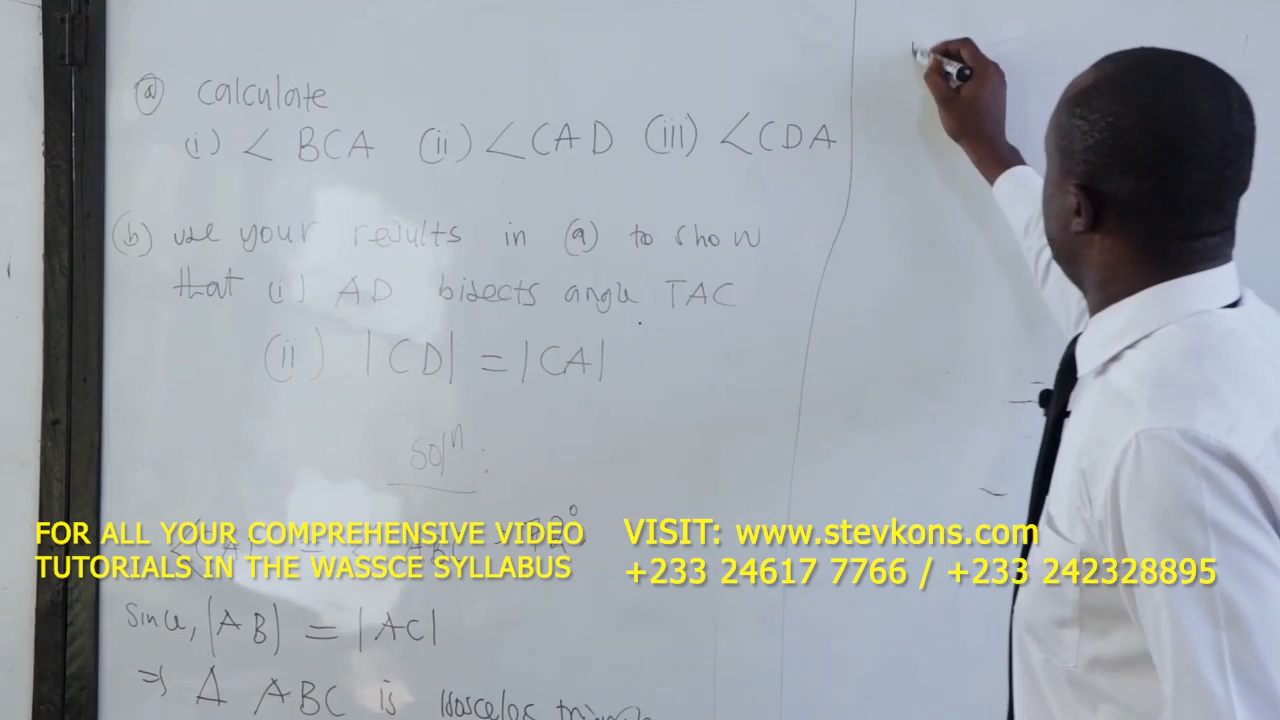 (a) Calculate
(i) < BCA (ii) < CAD (iii) < CDA
(b) use your results in (a) to show
that (i) AD bisects angle TAC
(ii) |CD| = |CA|
Solⁿ:
FOR ALL YOUR COMPREHENSIVE VIDEO
TUTORIALS IN THE WASSCE SYLLABUS
VISIT: www.stevkons.com
+233 24617 7766 / +233 242328895
Since, |AB| = |AC|
⇒ Δ ABC is Isosceles triangle